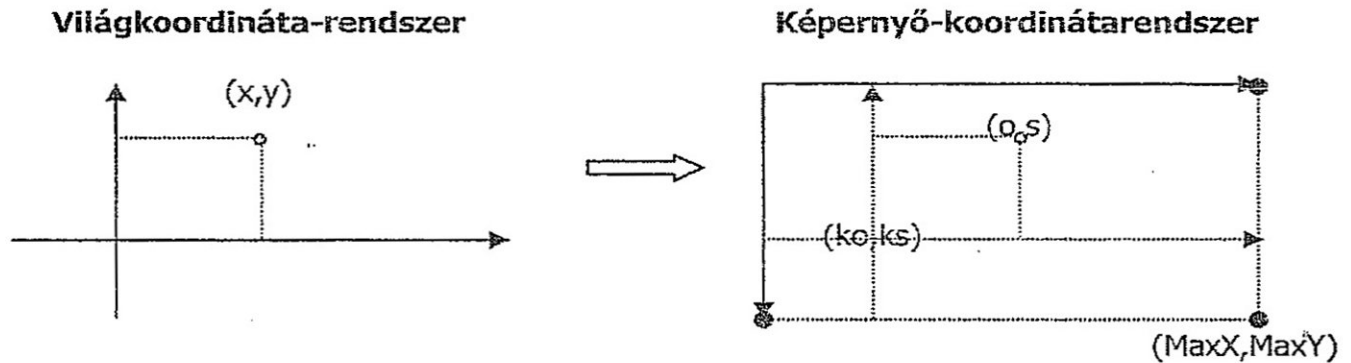 Világkoordináta-rendszer
Képernyő-koordinátarendszer
(x,y)
(o,s)
(ko,ks)
(MaxX,MaxY)